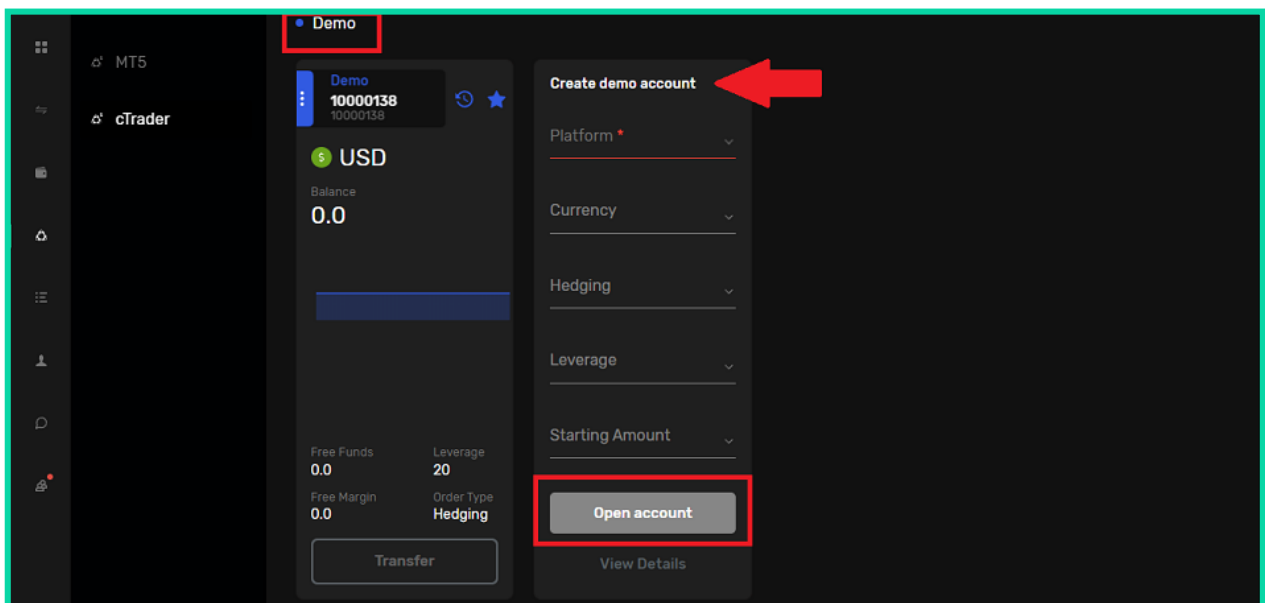 Demo
MT5
cTrader
Demo
10000138
10000138
USD
Balance
0.0
Free Funds
Leverage
0.0
20
Free Margin
Order Type
0.0
Hedging
Transfer
Create demo account
Platform *
Currency
Hedging
Leverage
Starting Amount
Open account
View Details